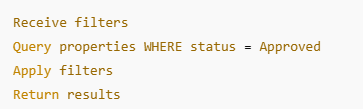 Receive filters
Query properties WHERE status = Approved
Apply filters
Return results